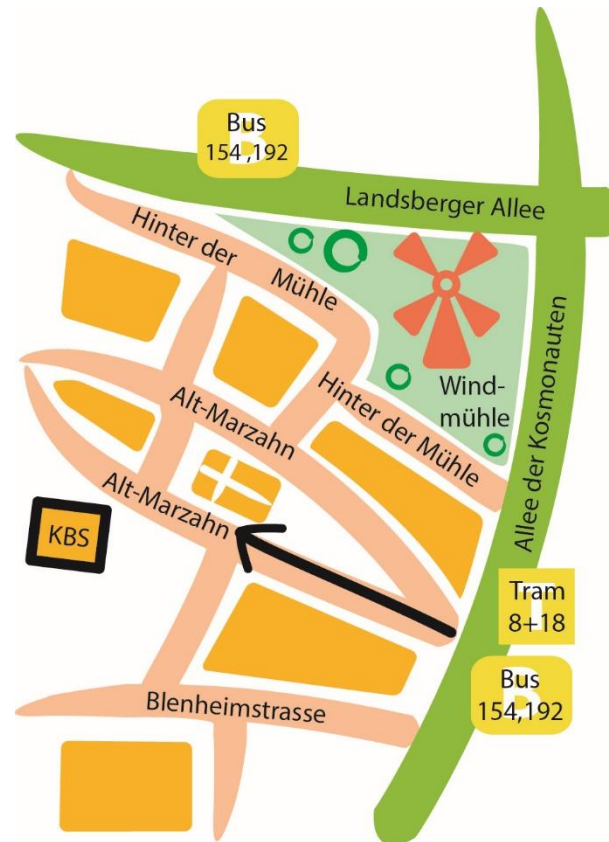 Bus
154 ,192
B
Landsberger Allee
Hinter der
Mühle
Wind-
mühle
Hinter der Mühle
Allee der Kosmonauten
Alt-Marzahn
Alt-Marzahn
KBS
Tram
8+18
T
Bus
154,192
B
Blenheimstrasse